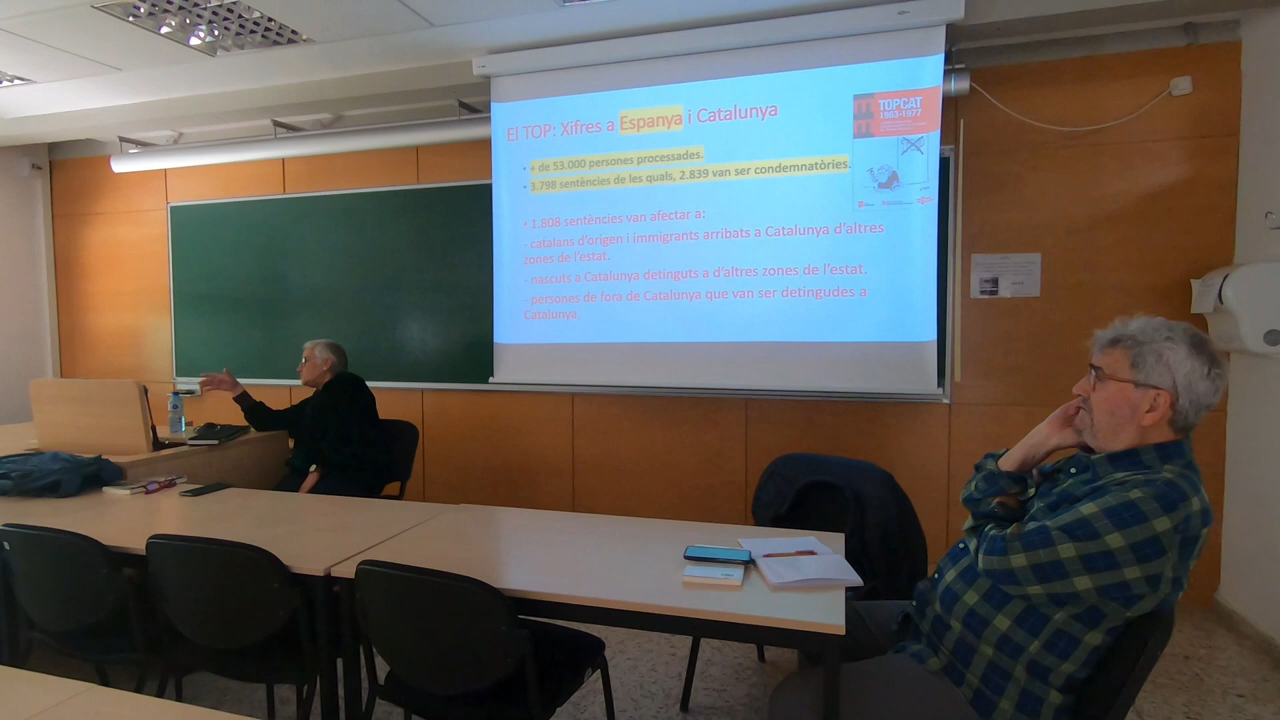 El TOP: Xifres a Espanya i Catalunya
• + de 53.000 persones processades.
• 3.798 sentències de les quals, 2.839 van ser condemnatòries.
• 1.808 sentències van afectar a:
- catalans d'origen i immigrants arribats a Catalunya d'altres
zones de l'estat.
- nascuts a Catalunya detinguts a d'altres zones de l'estat.
- persones de fora de Catalunya que van ser detingudes a
Catalunya.
TOPCAT
1963-1977